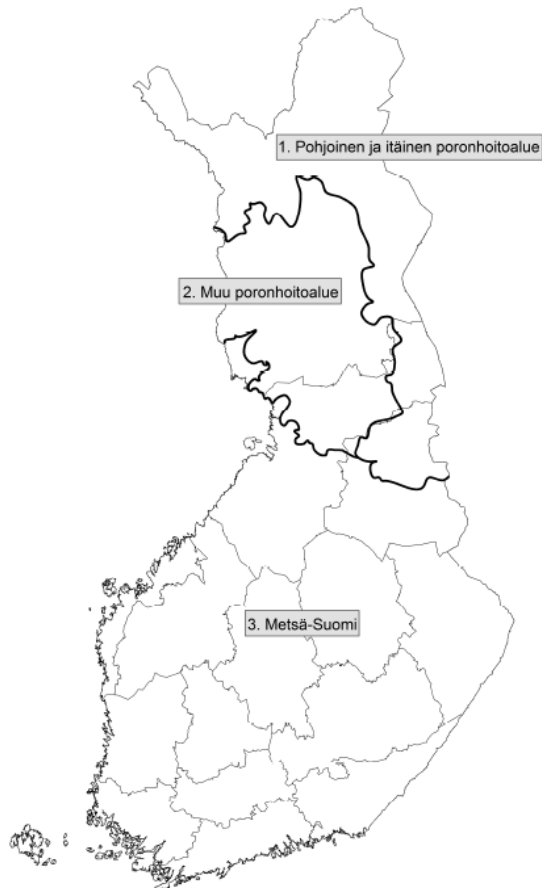 1. Pohjoinen ja itäinen poronhoitoalue
2. Muu poronhoitoalue
3. Metsä-Suomi